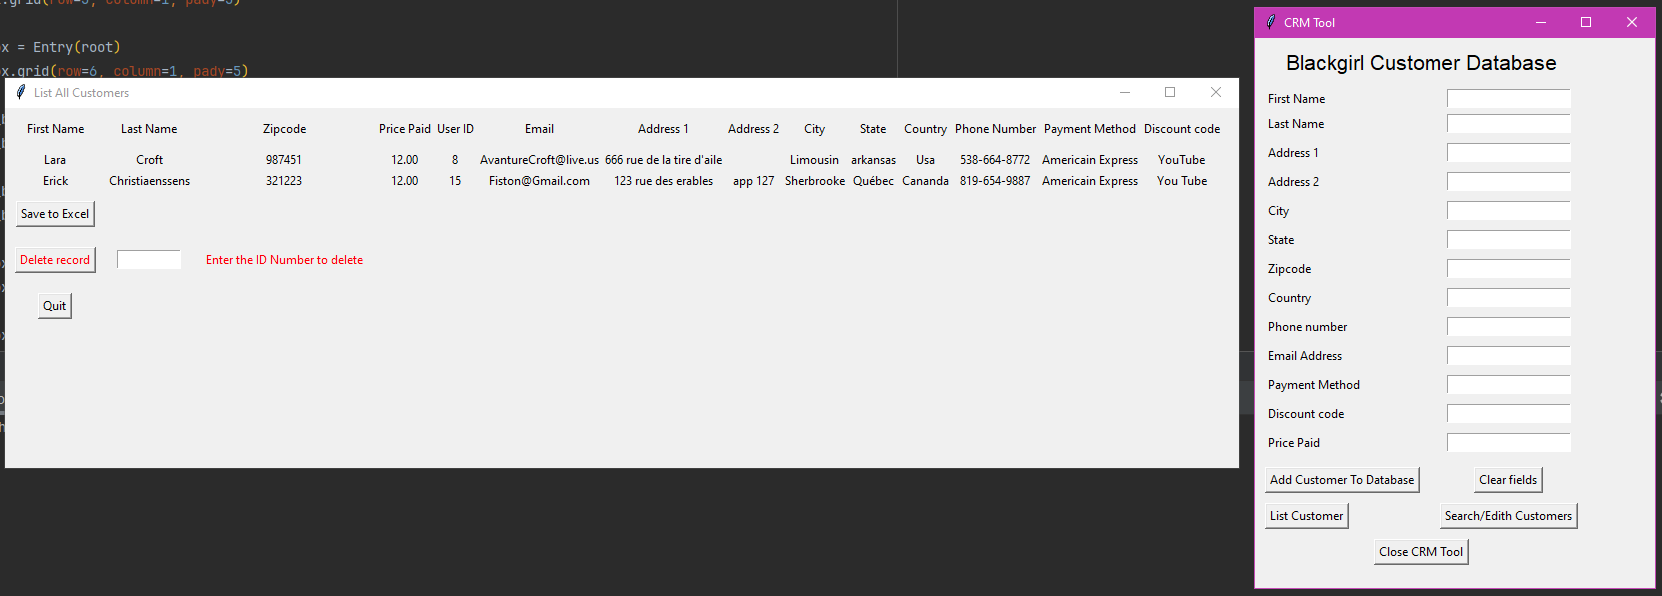 .grid(row=5, column=1, pady=5)
x = Entry(root)
x.grid(row=6, column=1, pady=5)
List All Customers
First Name Last Name Zipcode Price Paid User ID Email Address 1 Address 2 City State Country Phone Number Payment Method Discount code
Lara Croft 987451 12.00 8 AvantureCroft@live.us 666 rue de la tire d'aile Limousin arkansas Usa 538-664-8772 Americain Express YouTube
Erick Christiaenssens 321223 12.00 15 Fiston@Gmail.com 123 rue des erables app 127 Sherbrooke Québec Cananda 819-654-9887 Americain Express You Tube
Save to Excel
Delete record Enter the ID Number to delete
Quit
CRM Tool
Blackgirl Customer Database
First Name
Last Name
Address 1
Address 2
City
State
Zipcode
Country
Phone number
Email Address
Payment Method
Discount code
Price Paid
Add Customer To Database Clear fields
List Customer Search/Edith Customers
Close CRM Tool